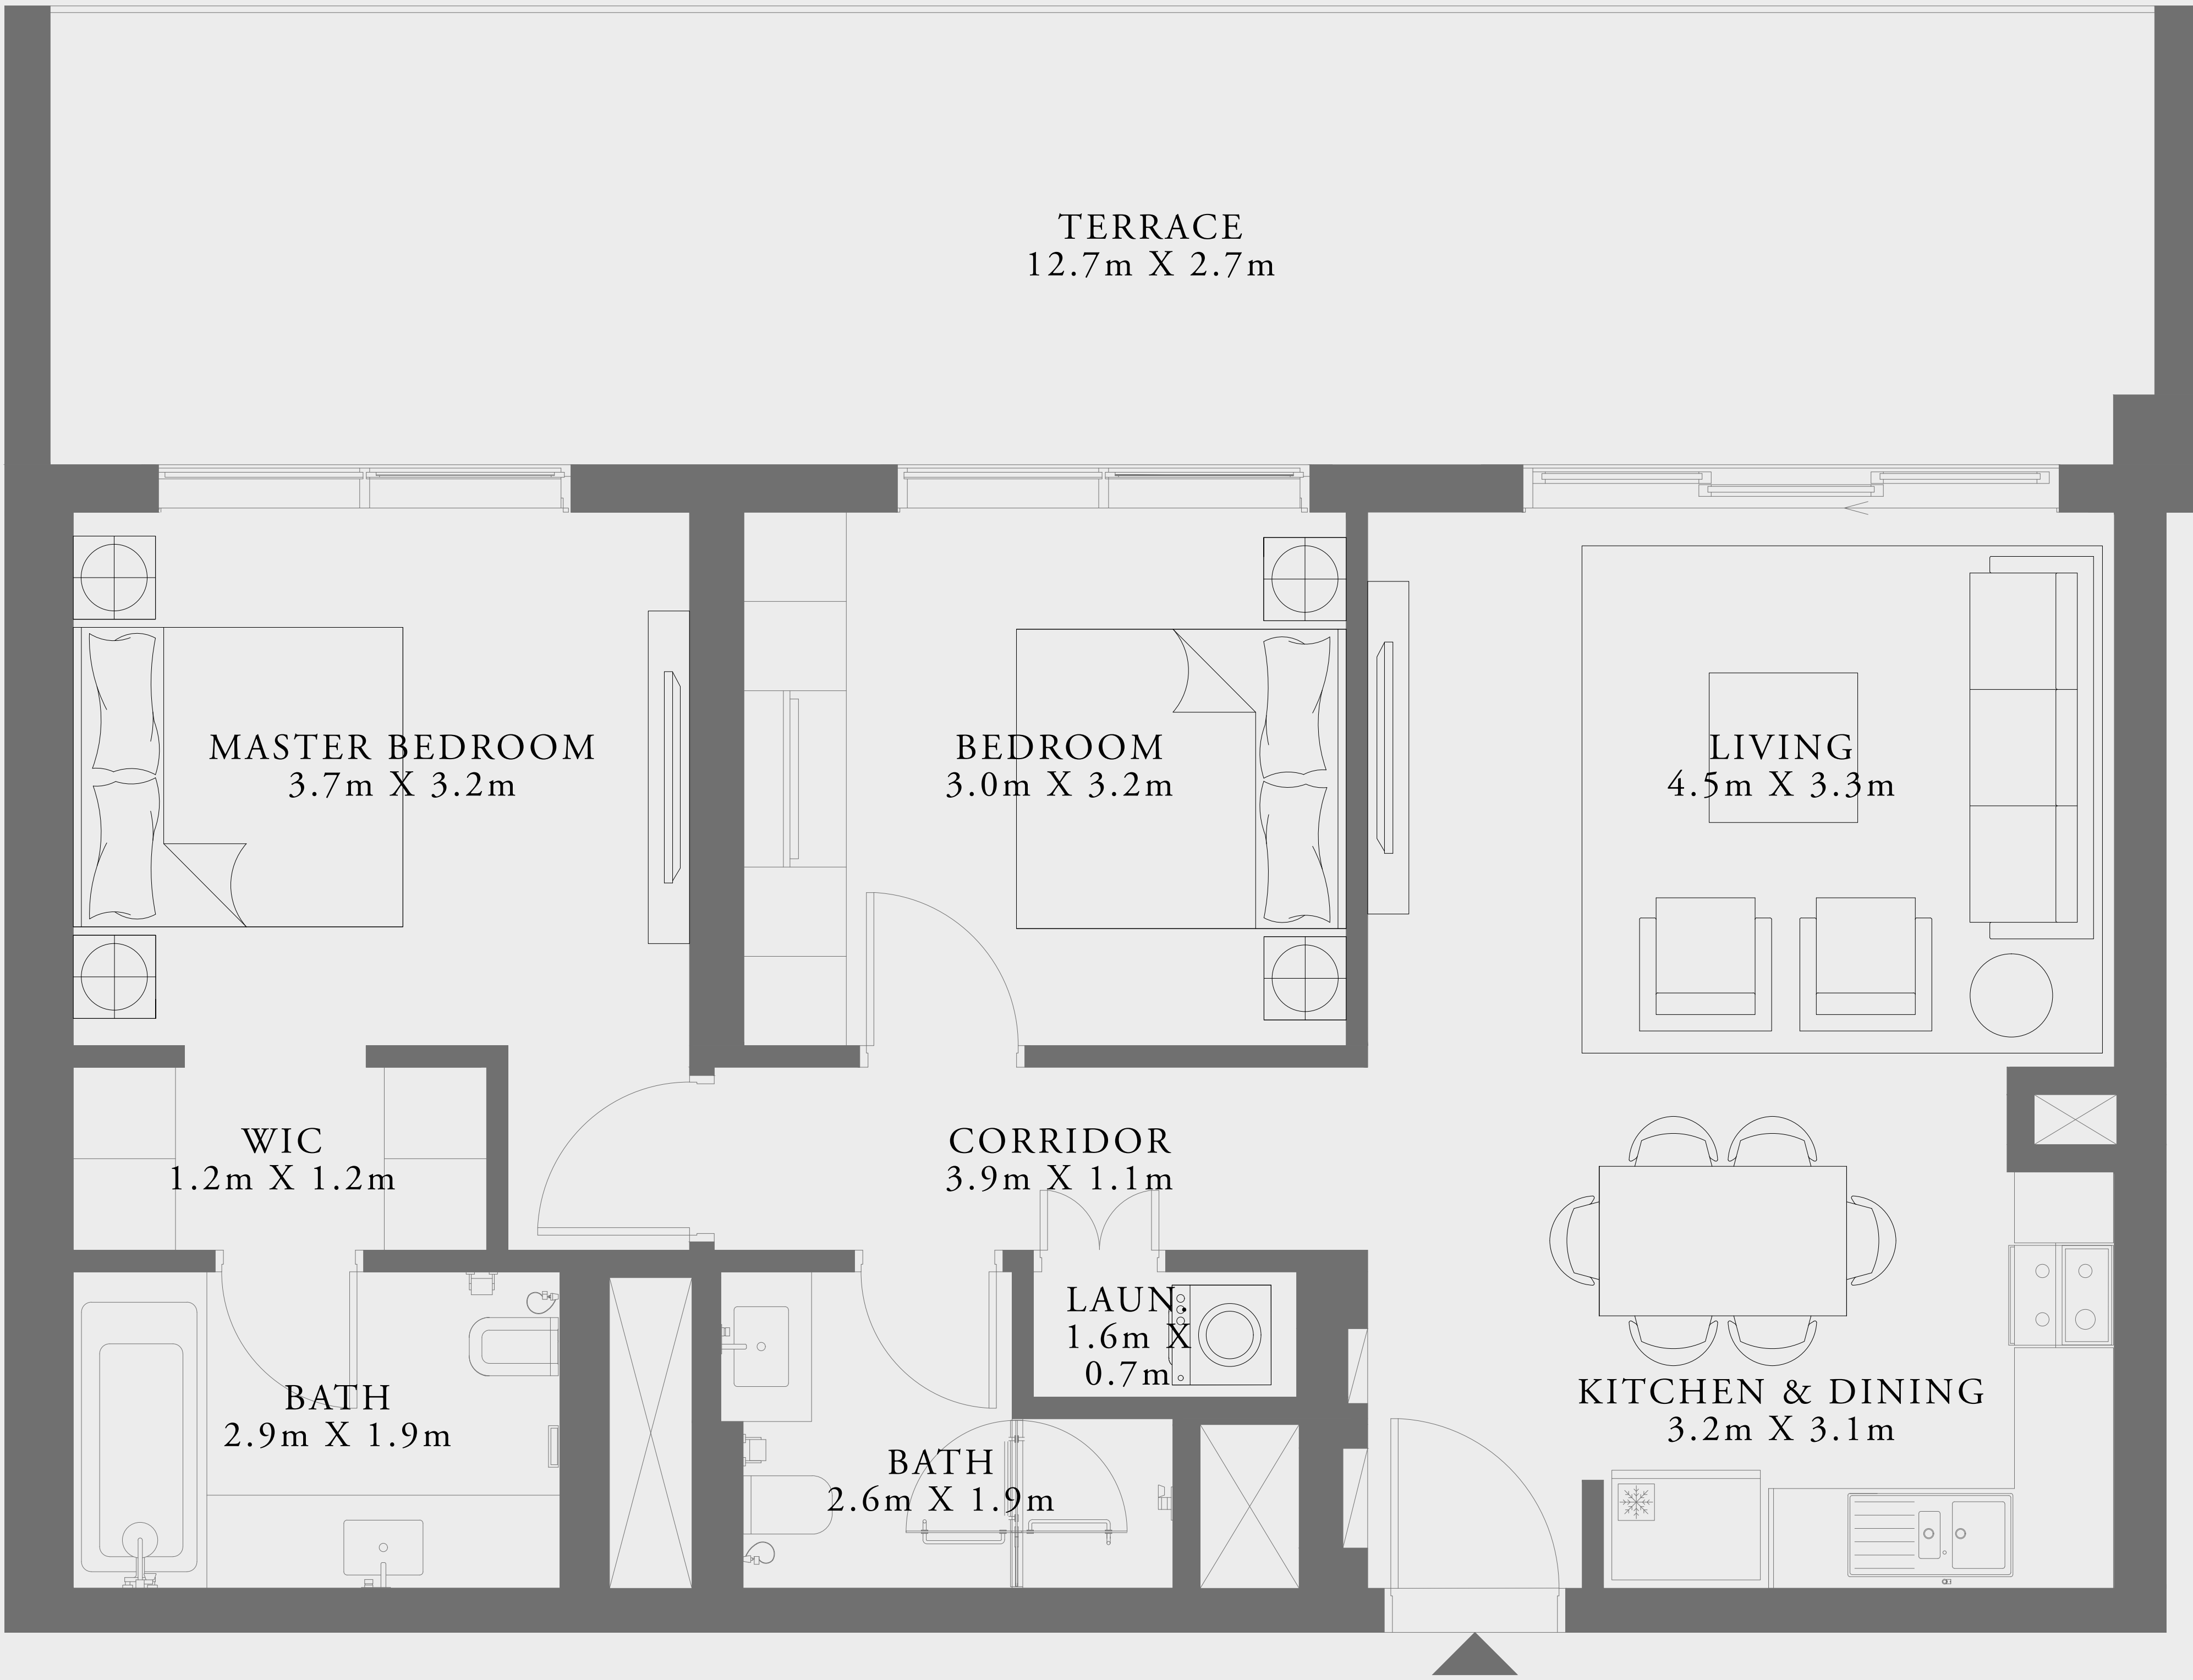 TERRACE
12.7m X 2.7m
MASTER BEDROOM
3.7m X 3.2m
BEDROOM
3.0m X 3.2m
LIVING
4.5m X 3.3m
WIC
1.2m X 1.2m
CORRIDOR
3.9m X 1.1m
LAUN.
1.6m X
0.7m
BATH
2.9m X 1.9m
BATH
2.6m X 1.9m
KITCHEN & DINING
3.2m X 3.1m